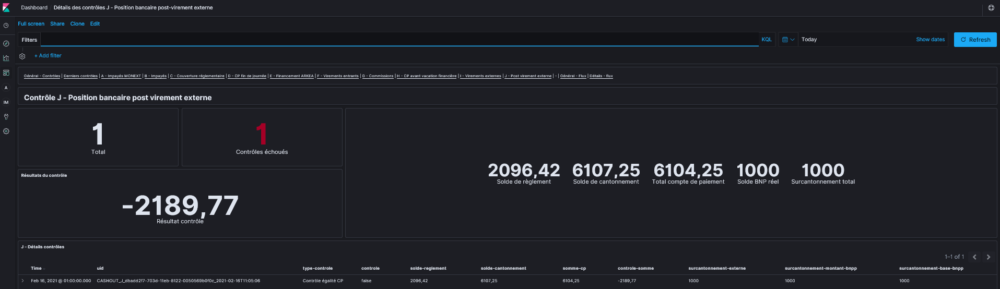 Dashboard / Détails des contrôles J - Position bancaire post-virement externe
Full screen Share Clone Edit
Filters KQL Today Show dates Refresh
+ Add filter
Général - Contrôles | Derniers contrôles | A - Impayés MONEXT | B - Impayés | C - Couverture réglementaire | D - CP fin de journée | E - Financement ARKEA | F - Virements entrants | G - Commissions | H - CP avant vacation financière | I - Virements externes | J - Post virement externe | - | Général - Flux | Détails - flux
A
IM
Contrôle J - Position bancaire post virement externe
1
Total
1
Contrôles échoués
2096,42 6107,25 6104,25 1000 1000
Solde de règlement Solde de cantonnement Total compte de paiement Solde BNP réel Surcantonnement total
Résultats du contrôle
-2189,77
Résultat contrôle
J - Détails contrôles
1–1 of 1
Time uid type-controle controle solde-reglement solde-cantonnement somme-cp controle-somme surcantonnement-externe surcantonnement-montant-bnpp surcantonnement-base-bnpp
Feb 16, 2021 @ 01:00:00.000 CASHOUT_J_dbadd2f7-703d-11eb-8122-0050569b0f0c_2021-02-16T11:05:06 Contrôle égalité CP false 2096,42 6107,25 6104,25 -2189,77 1000 1000 1000